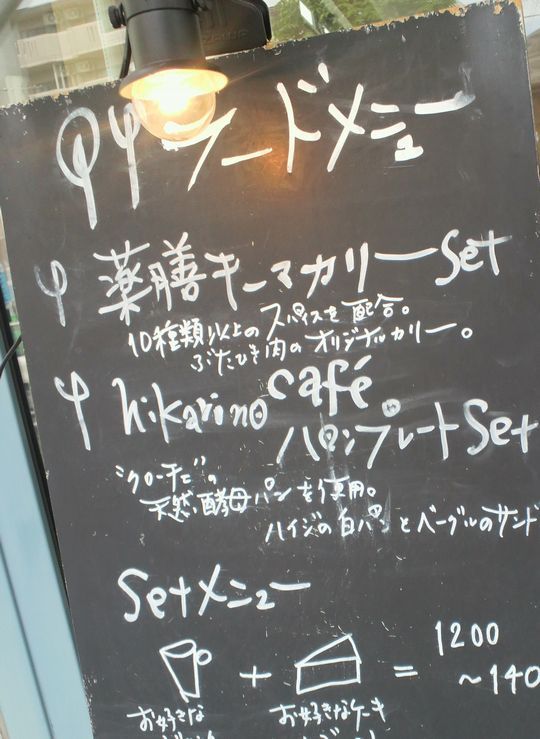 フードメニュー
薬膳キーマカリーSet
10種類以上のスパイスを配合。
ぶたひき肉のオリジナルカリー。
hikarino café
パンプレートSet
"クローチェ"の
天然酵母パンを使用。
ハイジの白パンとベーグルのサンド
Setメニュー
+ = 1200
~140
お好きな お好きなケーキ